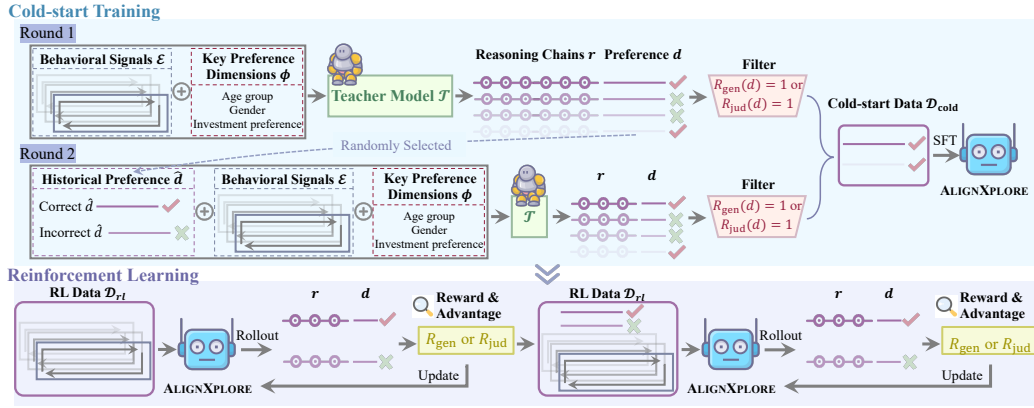 Cold-start Training
Round 1
Behavioral Signals ℰ
Key Preference
Dimensions ϕ
Age group
Gender
Investment preference
Teacher Model 𝒯
Reasoning Chains r
Preference d
Filter
R_gen(d) = 1 or
R_jud(d) = 1
Cold-start Data 𝒟_cold
SFT
ALIGNXPLORE
Randomly Selected
Round 2
Historical Preference d̂
Correct d̂
Incorrect d̂
Behavioral Signals ℰ
Key Preference
Dimensions ϕ
Age group
Gender
Investment preference
𝒯
r
d
Filter
R_gen(d) = 1 or
R_jud(d) = 1
Reinforcement Learning
RL Data 𝒟_rl
ALIGNXPLORE
Rollout
r
d
Reward &
Advantage
R_gen or R_jud
Update
RL Data 𝒟_rl
ALIGNXPLORE
Rollout
r
d
Reward &
Advantage
R_gen or R_jud
Update